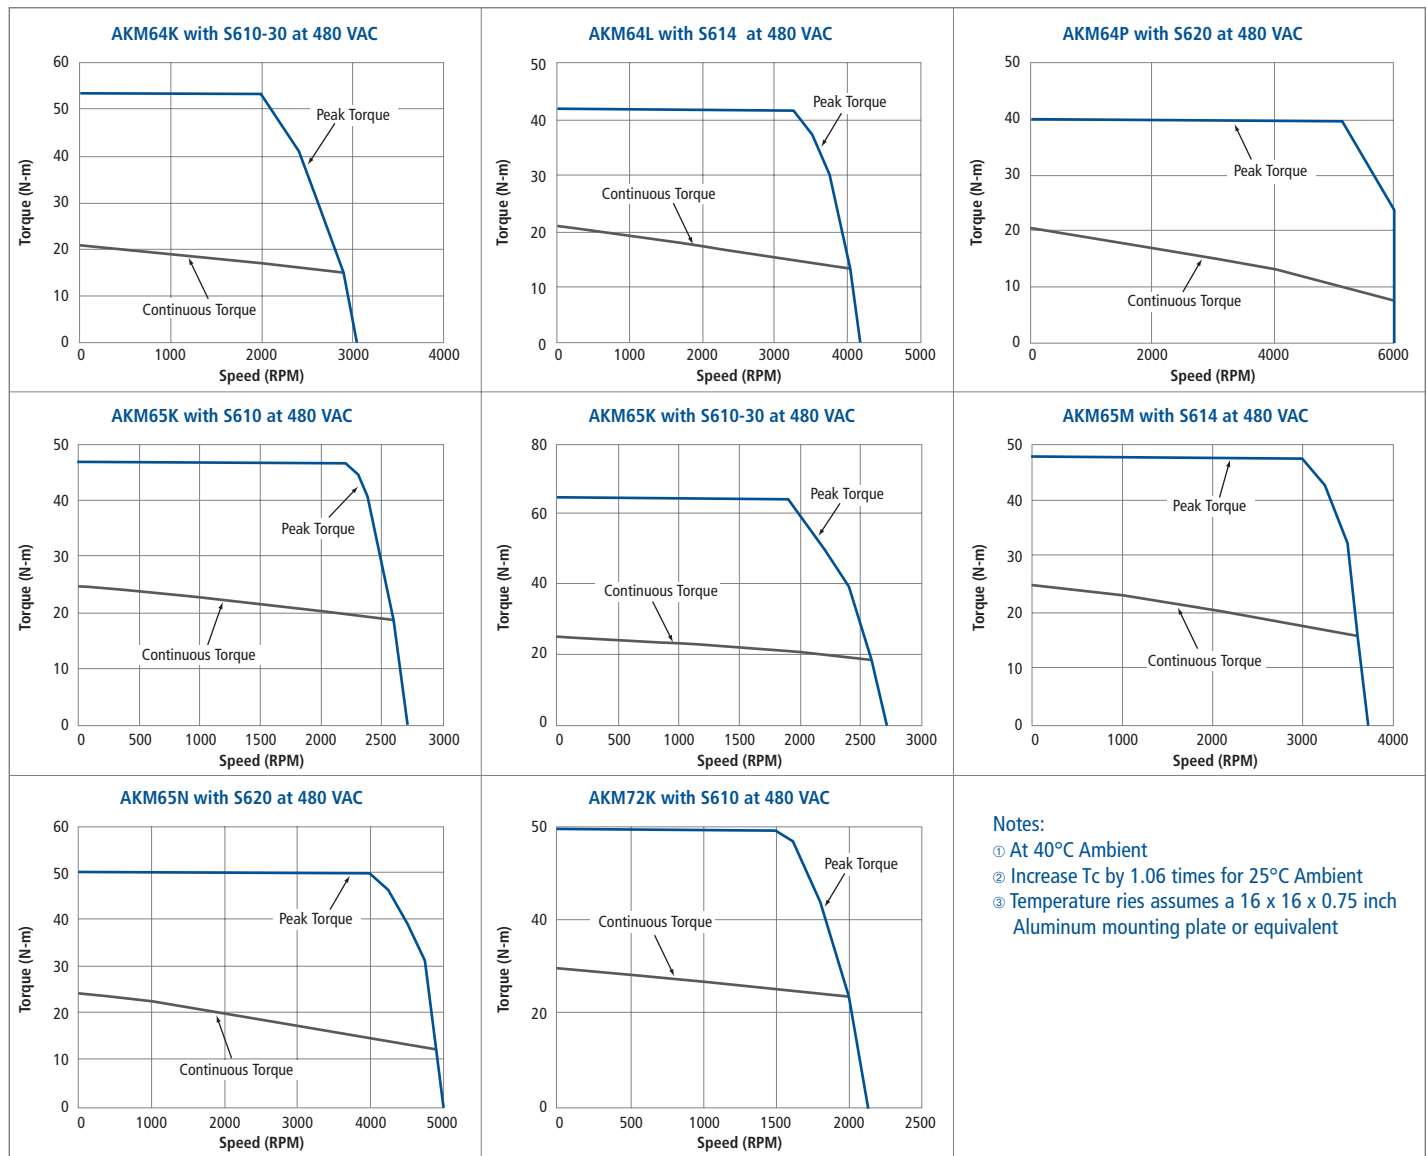 AKM64K with S610-30 at 480 VAC
60
50
40
30
20
10
0
Torque (N-m)
Peak Torque
Continuous Torque
0 1000 2000 3000 4000
Speed (RPM)
AKM64L with S614 at 480 VAC
50
40
30
20
10
0
Torque (N-m)
Peak Torque
Continuous Torque
0 1000 2000 3000 4000 5000
Speed (RPM)
AKM64P with S620 at 480 VAC
50
40
30
20
10
0
Torque (N-m)
Peak Torque
Continuous Torque
0 2000 4000 6000
Speed (RPM)
AKM65K with S610 at 480 VAC
50
40
30
20
10
0
Torque (N-m)
Peak Torque
Continuous Torque
0 500 1000 1500 2000 2500 3000
Speed (RPM)
AKM65K with S610-30 at 480 VAC
80
60
40
20
0
Torque (N-m)
Peak Torque
Continuous Torque
0 500 1000 1500 2000 2500 3000
Speed (RPM)
AKM65M with S614 at 480 VAC
50
40
30
20
10
0
Torque (N-m)
Peak Torque
Continuous Torque
0 1000 2000 3000 4000
Speed (RPM)
AKM65N with S620 at 480 VAC
60
50
40
30
20
10
0
Torque (N-m)
Peak Torque
Continuous Torque
0 1000 2000 3000 4000 5000
Speed (RPM)
AKM72K with S610 at 480 VAC
50
40
20
0
Torque (N-m)
Peak Torque
Continuous Torque
0 500 1000 1500 2000 2500
Speed (RPM)
Notes:
① At 40°C Ambient
② Increase Tc by 1.06 times for 25°C Ambient
③ Temperature ries assumes a 16 x 16 x 0.75 inch
Aluminum mounting plate or equivalent